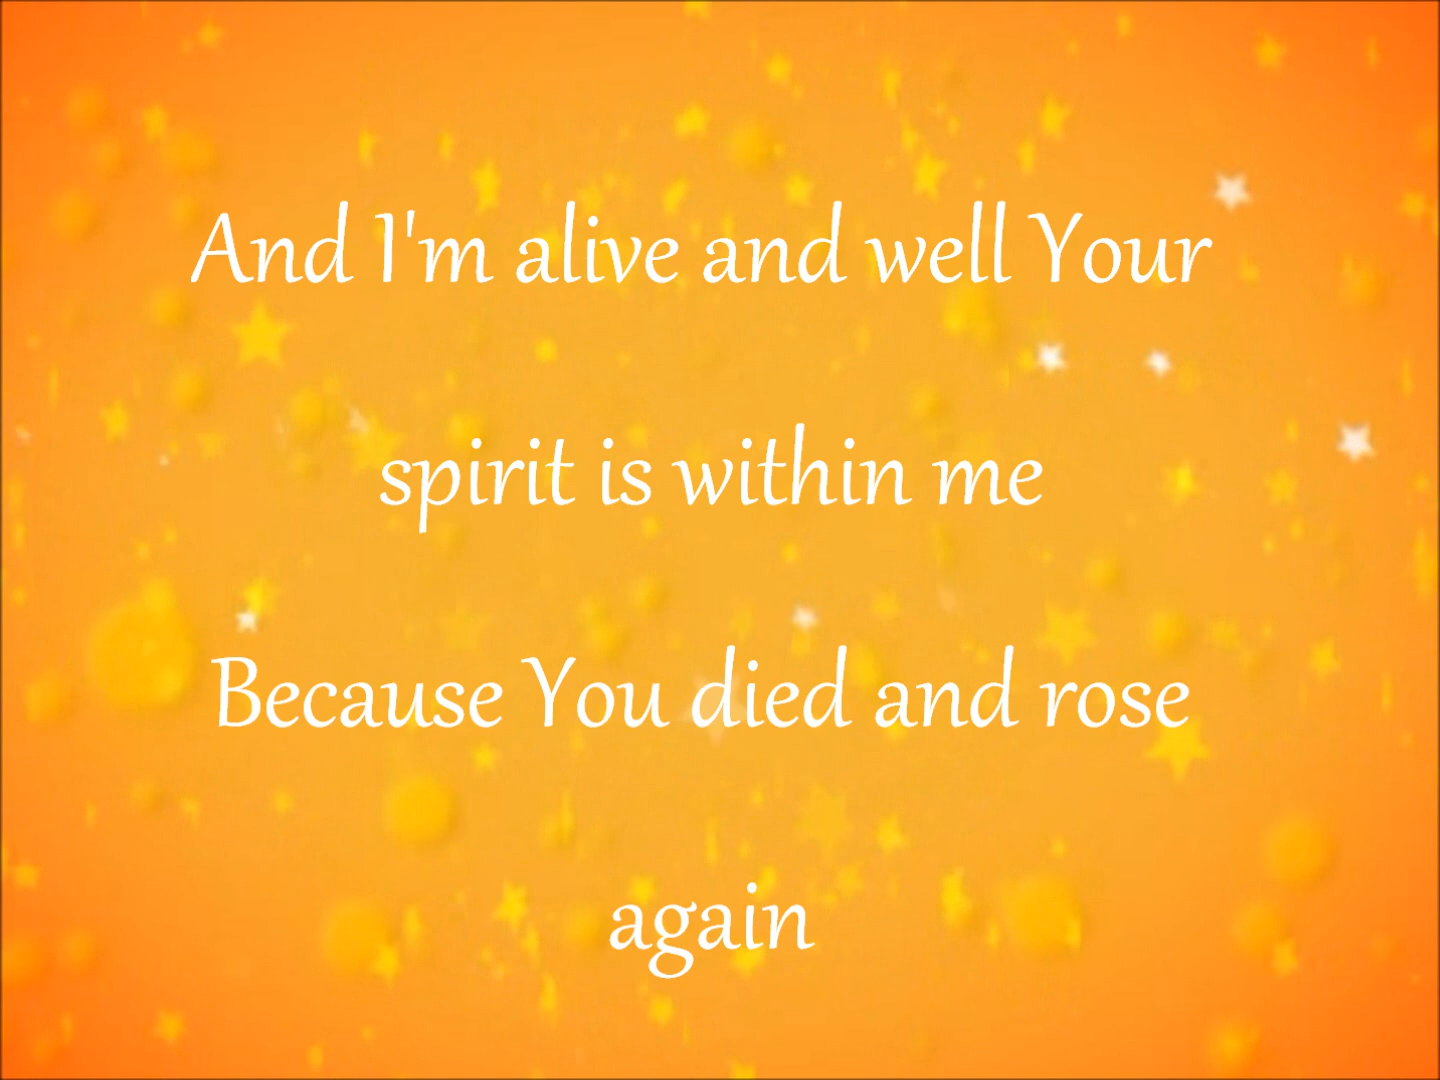 And I'm alive and well Your
spirit is within me
Because You died and rose
again